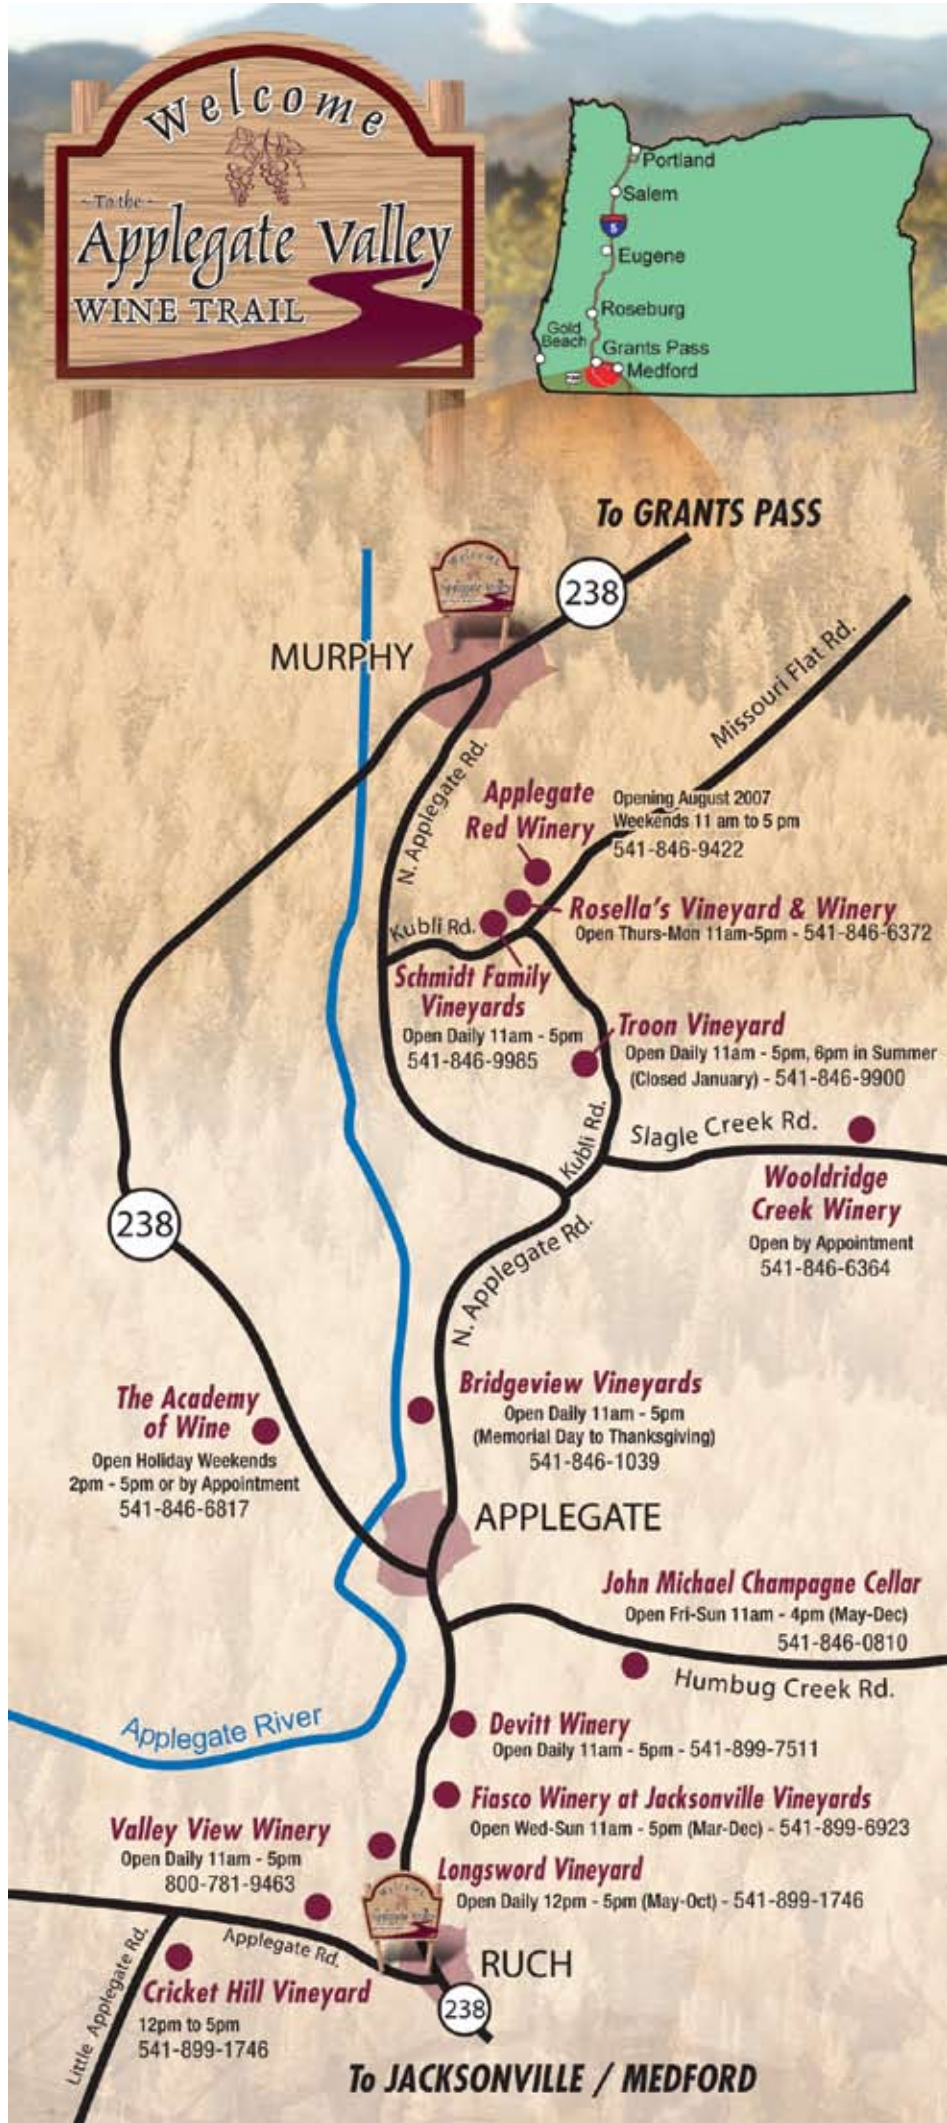 Welcome
~ To the ~
Applegate Valley
WINE TRAIL
Portland
Salem
5
Eugene
Roseburg
Gold
Beach
Grants Pass
Medford
To GRANTS PASS
238
Welcome
Applegate Valley
MURPHY
Missouri Flat Rd.
N. Applegate Rd.
Applegate
Red Winery
Opening August 2007
Weekends 11 am to 5 pm
541-846-9422
Rosella's Vineyard & Winery
Open Thurs-Mon 11am-5pm - 541-846-6372
Kubli Rd.
Schmidt Family
Vineyards
Open Daily 11am - 5pm
541-846-9985
Troon Vineyard
Open Daily 11am - 5pm, 6pm in Summer
(Closed January) - 541-846-9900
Kubli Rd.
Slagle Creek Rd.
Wooldridge
Creek Winery
Open by Appointment
541-846-6364
238
N. Applegate Rd.
The Academy
of Wine
Open Holiday Weekends
2pm - 5pm or by Appointment
541-846-6817
Bridgeview Vineyards
Open Daily 11am - 5pm
(Memorial Day to Thanksgiving)
541-846-1039
APPLEGATE
John Michael Champagne Cellar
Open Fri-Sun 11am - 4pm (May-Dec)
541-846-0810
Humbug Creek Rd.
Applegate River
Devitt Winery
Open Daily 11am - 5pm - 541-899-7511
Fiasco Winery at Jacksonville Vineyards
Open Wed-Sun 11am - 5pm (Mar-Dec) - 541-899-6923
Valley View Winery
Open Daily 11am - 5pm
800-781-9463
Longsword Vineyard
Open Daily 12pm - 5pm (May-Oct) - 541-899-1746
Welcome
Applegate Valley
Applegate Rd.
Little Applegate Rd.
RUCH
Cricket Hill Vineyard
12pm to 5pm
541-899-1746
238
To JACKSONVILLE / MEDFORD